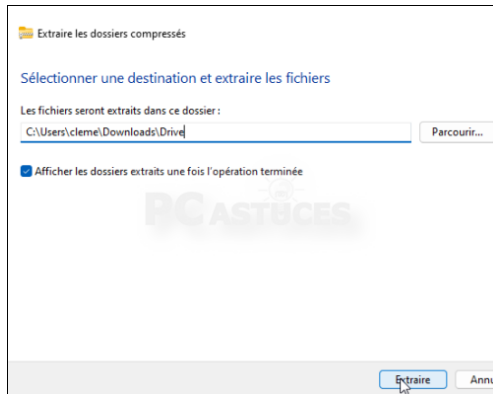 Extraire les dossiers compressés
Sélectionner une destination et extraire les fichiers
Les fichiers seront extraits dans ce dossier :
C:\Users\cleme\Downloads\Drive
Parcourir...
Afficher les dossiers extraits une fois l'opération terminée
PC ASTUCES
Extraire
Annu